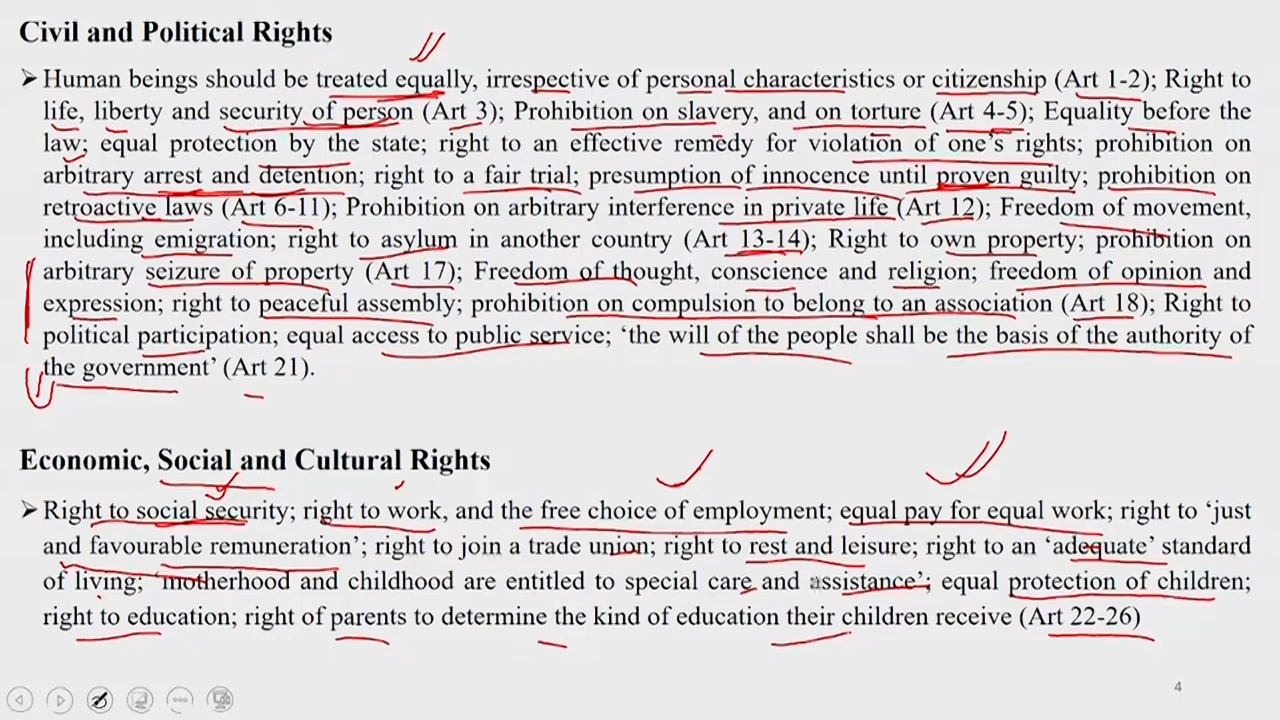 Civil and Political Rights
➤ Human beings should be treated equally, irrespective of personal characteristics or citizenship (Art 1-2); Right to
life, liberty and security of person (Art 3); Prohibition on slavery, and on torture (Art 4-5); Equality before the
law; equal protection by the state; right to an effective remedy for violation of one's rights; prohibition on
arbitrary arrest and detention; right to a fair trial; presumption of innocence until proven guilty; prohibition on
retroactive laws (Art 6-11); Prohibition on arbitrary interference in private life (Art 12); Freedom of movement,
including emigration; right to asylum in another country (Art 13-14); Right to own property; prohibition on
arbitrary seizure of property (Art 17); Freedom of thought, conscience and religion; freedom of opinion and
expression; right to peaceful assembly; prohibition on compulsion to belong to an association (Art 18); Right to
political participation; equal access to public service; ‘the will of the people shall be the basis of the authority of
the government’ (Art 21).
Economic, Social and Cultural Rights
➤ Right to social security; right to work, and the free choice of employment; equal pay for equal work; right to ‘just
and favourable remuneration’; right to join a trade union; right to rest and leisure; right to an ‘adequate’ standard
of living; ‘motherhood and childhood are entitled to special care and assistance’; equal protection of children;
right to education; right of parents to determine the kind of education their children receive (Art 22-26)
4